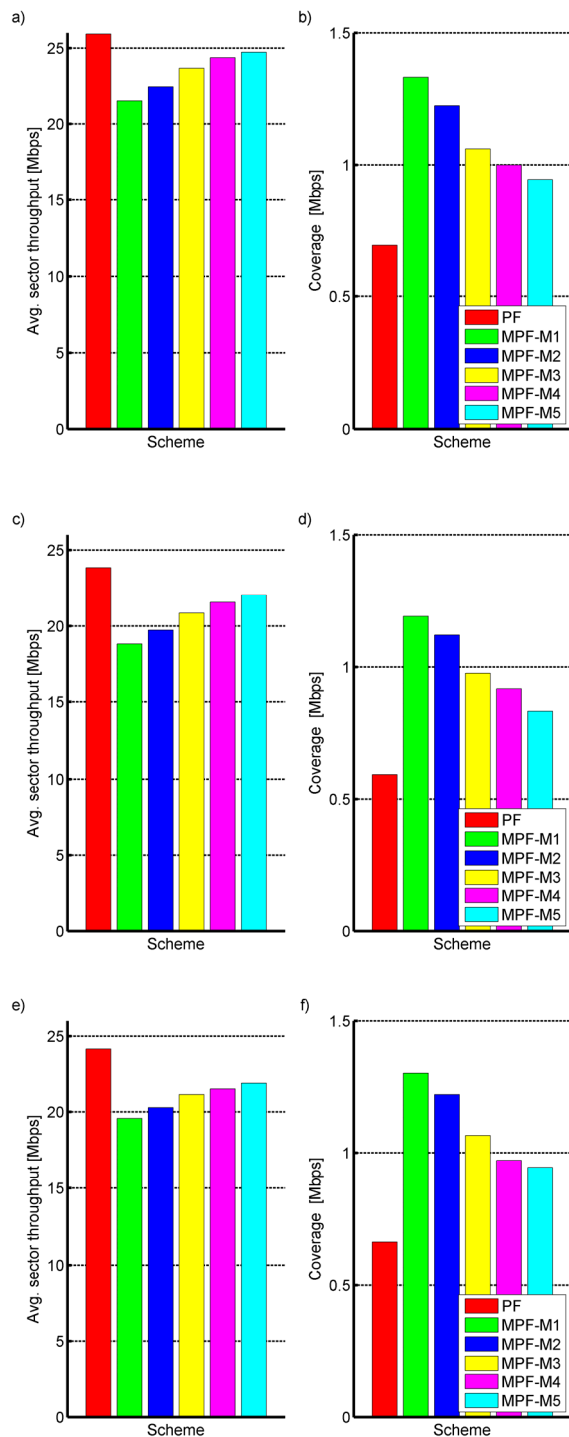 a)
Avg. sector throughput [Mbps]
25
20
15
10
5
0
Scheme
b)
Coverage [Mbps]
1.5
1
0.5
0
PF
MPF-M1
MPF-M2
MPF-M3
MPF-M4
MPF-M5
Scheme
c)
Avg. sector throughput [Mbps]
25
20
15
10
5
0
Scheme
d)
Coverage [Mbps]
1.5
1
0.5
0
PF
MPF-M1
MPF-M2
MPF-M3
MPF-M4
MPF-M5
Scheme
e)
Avg. sector throughput [Mbps]
25
20
15
10
5
0
Scheme
f)
Coverage [Mbps]
1.5
1
0.5
0
PF
MPF-M1
MPF-M2
MPF-M3
MPF-M4
MPF-M5
Scheme